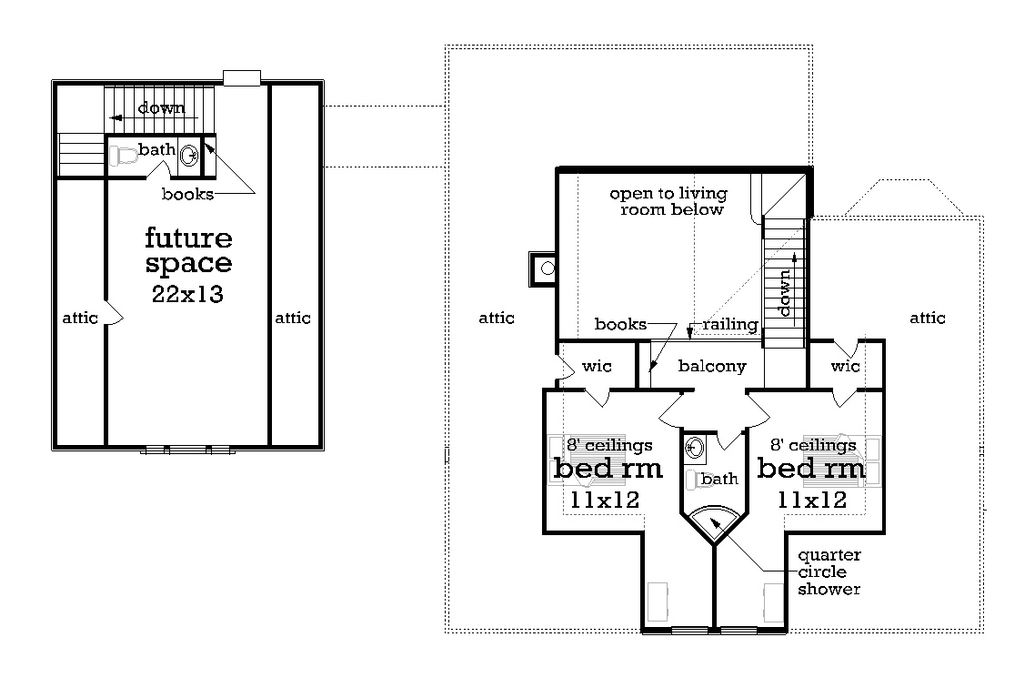 down
bath
books
future
space
22x13
attic
attic
open to living
room below
down
attic
books
railing
attic
wic
balcony
wic
8' ceilings
bed rm
11x12
bath
8' ceilings
bed rm
11x12
quarter
circle
shower